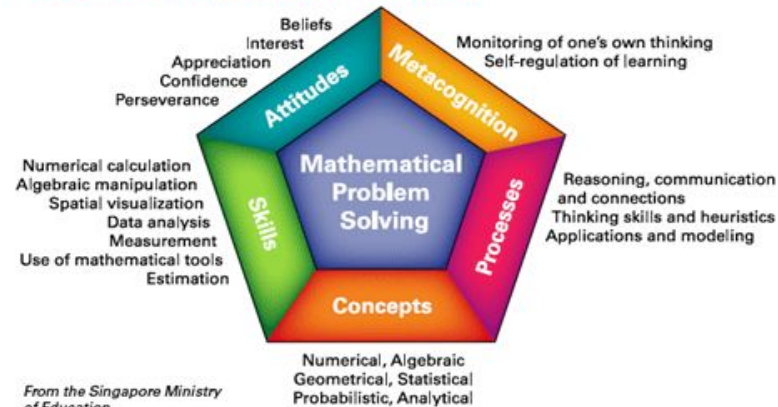 Beliefs
Interest
Appreciation
Confidence
Perseverance
Attitudes
Metacognition
Monitoring of one's own thinking
Self-regulation of learning
Numerical calculation
Algebraic manipulation
Spatial visualization
Data analysis
Measurement
Use of mathematical tools
Estimation
Skills
Mathematical
Problem
Solving
Processes
Reasoning, communication
and connections
Thinking skills and heuristics
Applications and modeling
Concepts
Numerical, Algebraic
Geometrical, Statistical
Probabilistic, Analytical
From the Singapore Ministry
of Education